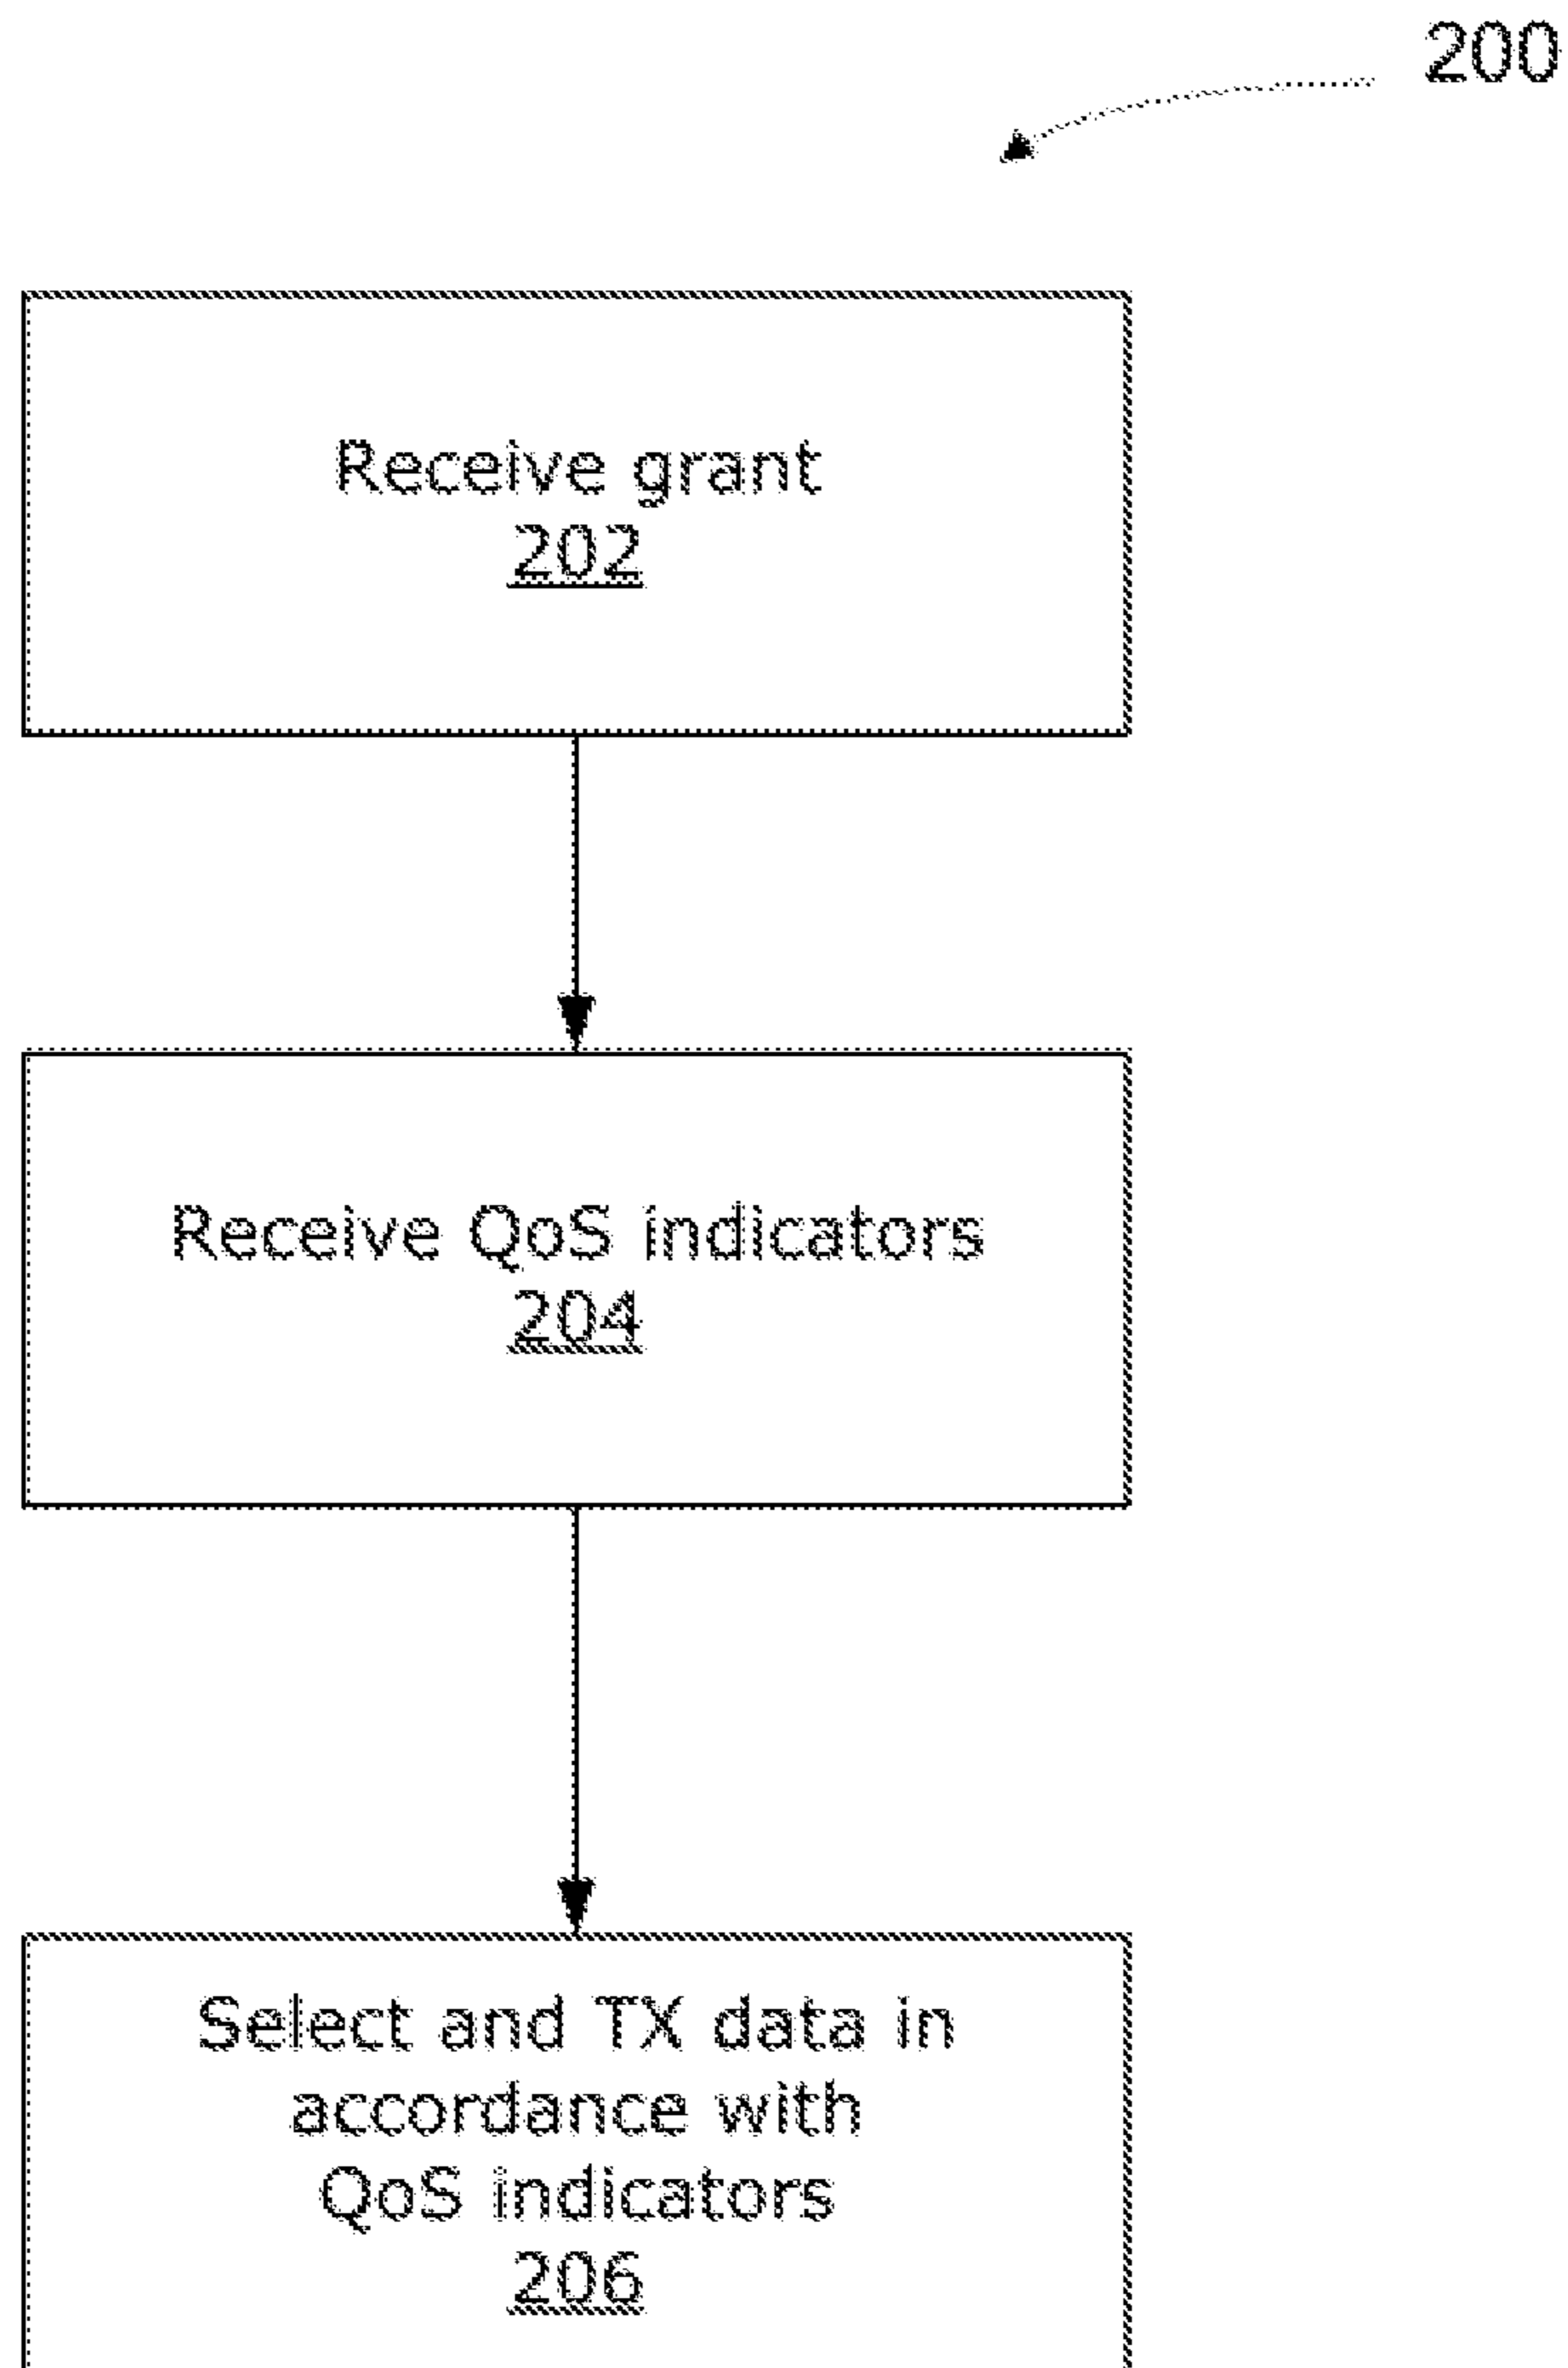 200
Receive grant
202
Receive QoS indicators
204
Select and TX data in
accordance with
QoS indicators
206